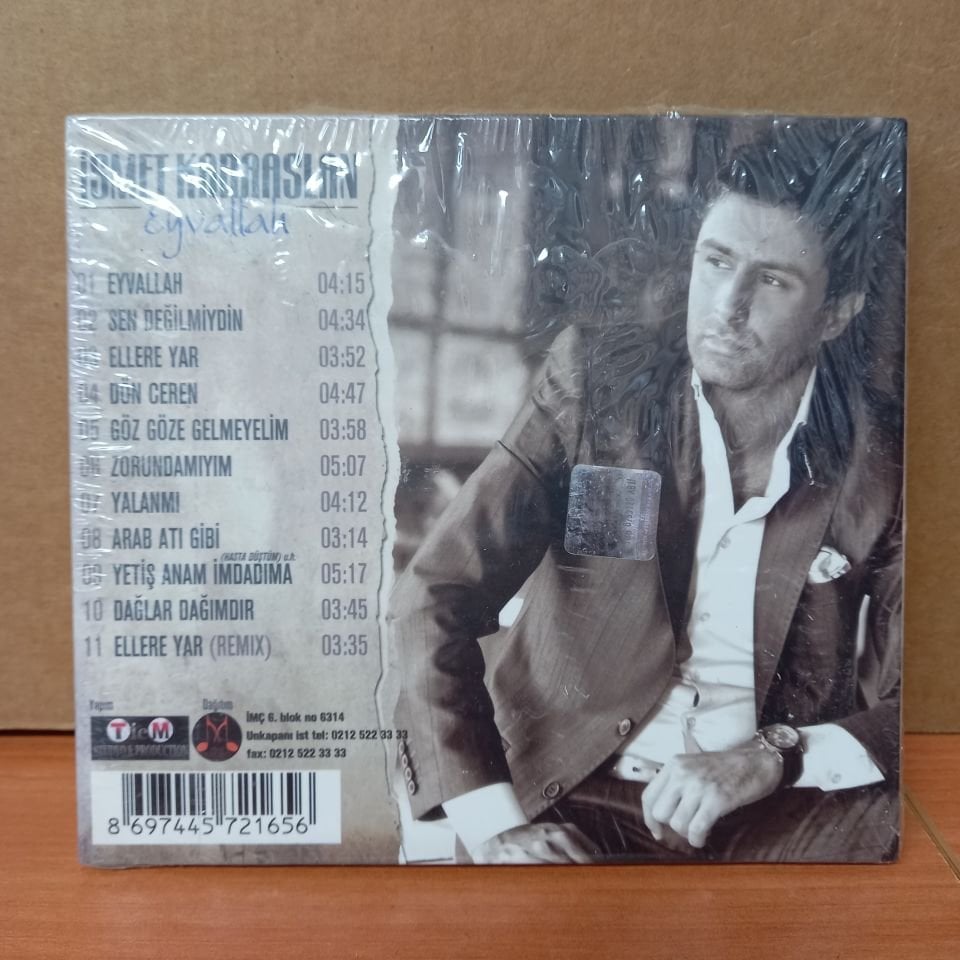 İSMET KARAASLAN
Eyvallah
01 EYVALLAH 04:15
02 SEN DEĞİLMİYDİN 04:34
03 ELLERE YAR 03:52
04 DÖN CEREN 04:47
05 GÖZ GÖZE GELMEYELİM 03:58
06 ZORUNDAMIYIM 05:07
07 YALANMI 04:12
08 ARAB ATI GİBİ 03:14
(HASTA DÜŞTÜM) u.h.
09 YETİŞ ANAM İMDADIMA 05:17
10 DAĞLAR DAĞIMDIR 03:45
11 ELLERE YAR (REMIX) 03:35
Yapım Dağıtım
TieM
STUDIO & PRODUCTION
İMÇ 6. blok no 6314
Unkapanı ist tel: 0212 522 33 33
fax: 0212 522 33 33
8 697445 721656